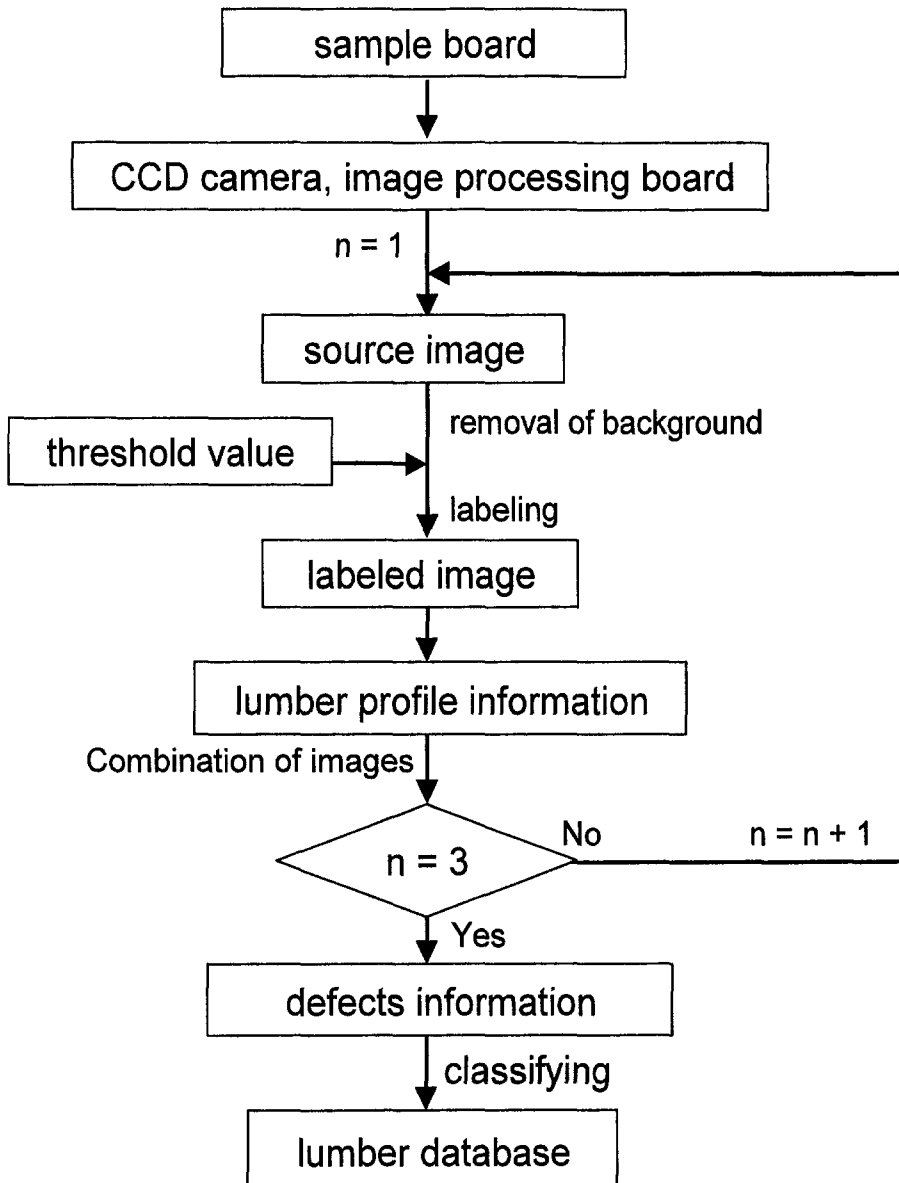 sample board
CCD camera, image processing board
n = 1
source image
removal of background
threshold value
labeling
labeled image
lumber profile information
Combination of images
n = 3
No
n = n + 1
Yes
defects information
classifying
lumber database